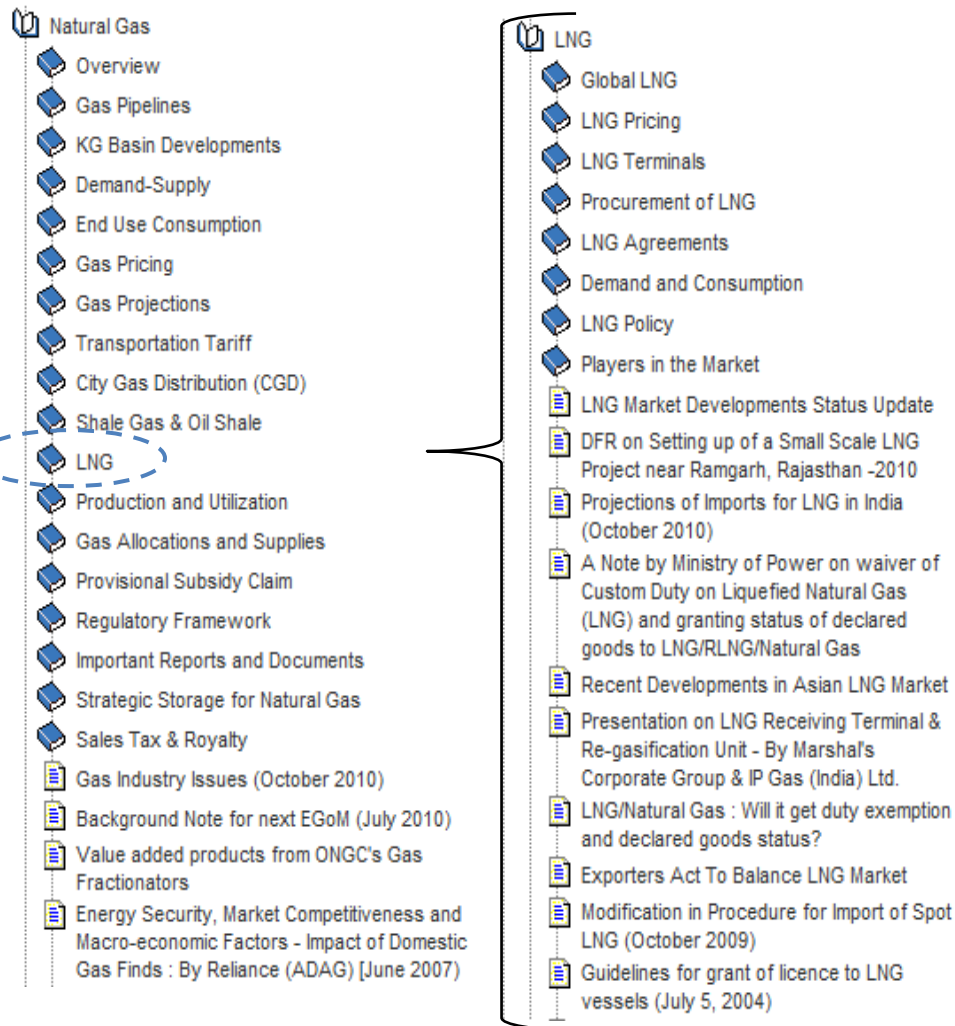 Natural Gas
Overview
Gas Pipelines
KG Basin Developments
Demand-Supply
End Use Consumption
Gas Pricing
Gas Projections
Transportation Tariff
City Gas Distribution (CGD)
Shale Gas & Oil Shale
LNG
Production and Utilization
Gas Allocations and Supplies
Provisional Subsidy Claim
Regulatory Framework
Important Reports and Documents
Strategic Storage for Natural Gas
Sales Tax & Royalty
Gas Industry Issues (October 2010)
Background Note for next EGoM (July 2010)
Value added products from ONGC's Gas
Fractionators
Energy Security, Market Competitiveness and
Macro-economic Factors - Impact of Domestic
Gas Finds : By Reliance (ADAG) [June 2007)
LNG
Global LNG
LNG Pricing
LNG Terminals
Procurement of LNG
LNG Agreements
Demand and Consumption
LNG Policy
Players in the Market
LNG Market Developments Status Update
DFR on Setting up of a Small Scale LNG
Project near Ramgarh, Rajasthan -2010
Projections of Imports for LNG in India
(October 2010)
A Note by Ministry of Power on waiver of
Custom Duty on Liquefied Natural Gas
(LNG) and granting status of declared
goods to LNG/RLNG/Natural Gas
Recent Developments in Asian LNG Market
Presentation on LNG Receiving Terminal &
Re-gasification Unit - By Marshal's
Corporate Group & IP Gas (India) Ltd.
LNG/Natural Gas : Will it get duty exemption
and declared goods status?
Exporters Act To Balance LNG Market
Modification in Procedure for Import of Spot
LNG (October 2009)
Guidelines for grant of licence to LNG
vessels (July 5, 2004)